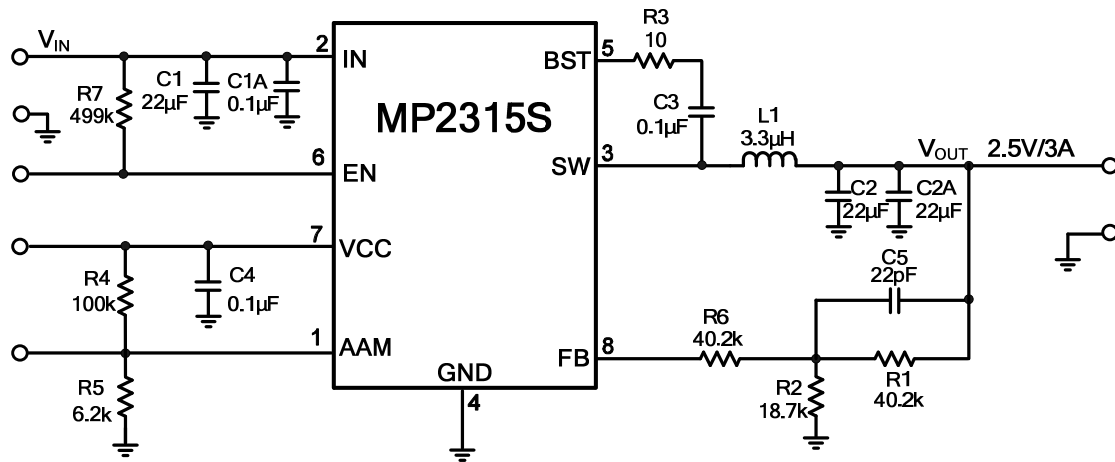 VIN
R7
499k
C1
22µF
C1A
0.1µF
2
IN
MP2315S
BST
5
R3
10
C3
0.1µF
L1
3.3µH
6
EN
SW
3
VOUT
2.5V/3A
C2
22µF
C2A
22µF
7
VCC
R4
100k
C4
0.1µF
C5
22pF
1
AAM
R5
6.2k
GND
4
FB
8
R6
40.2k
R2
18.7k
R1
40.2k